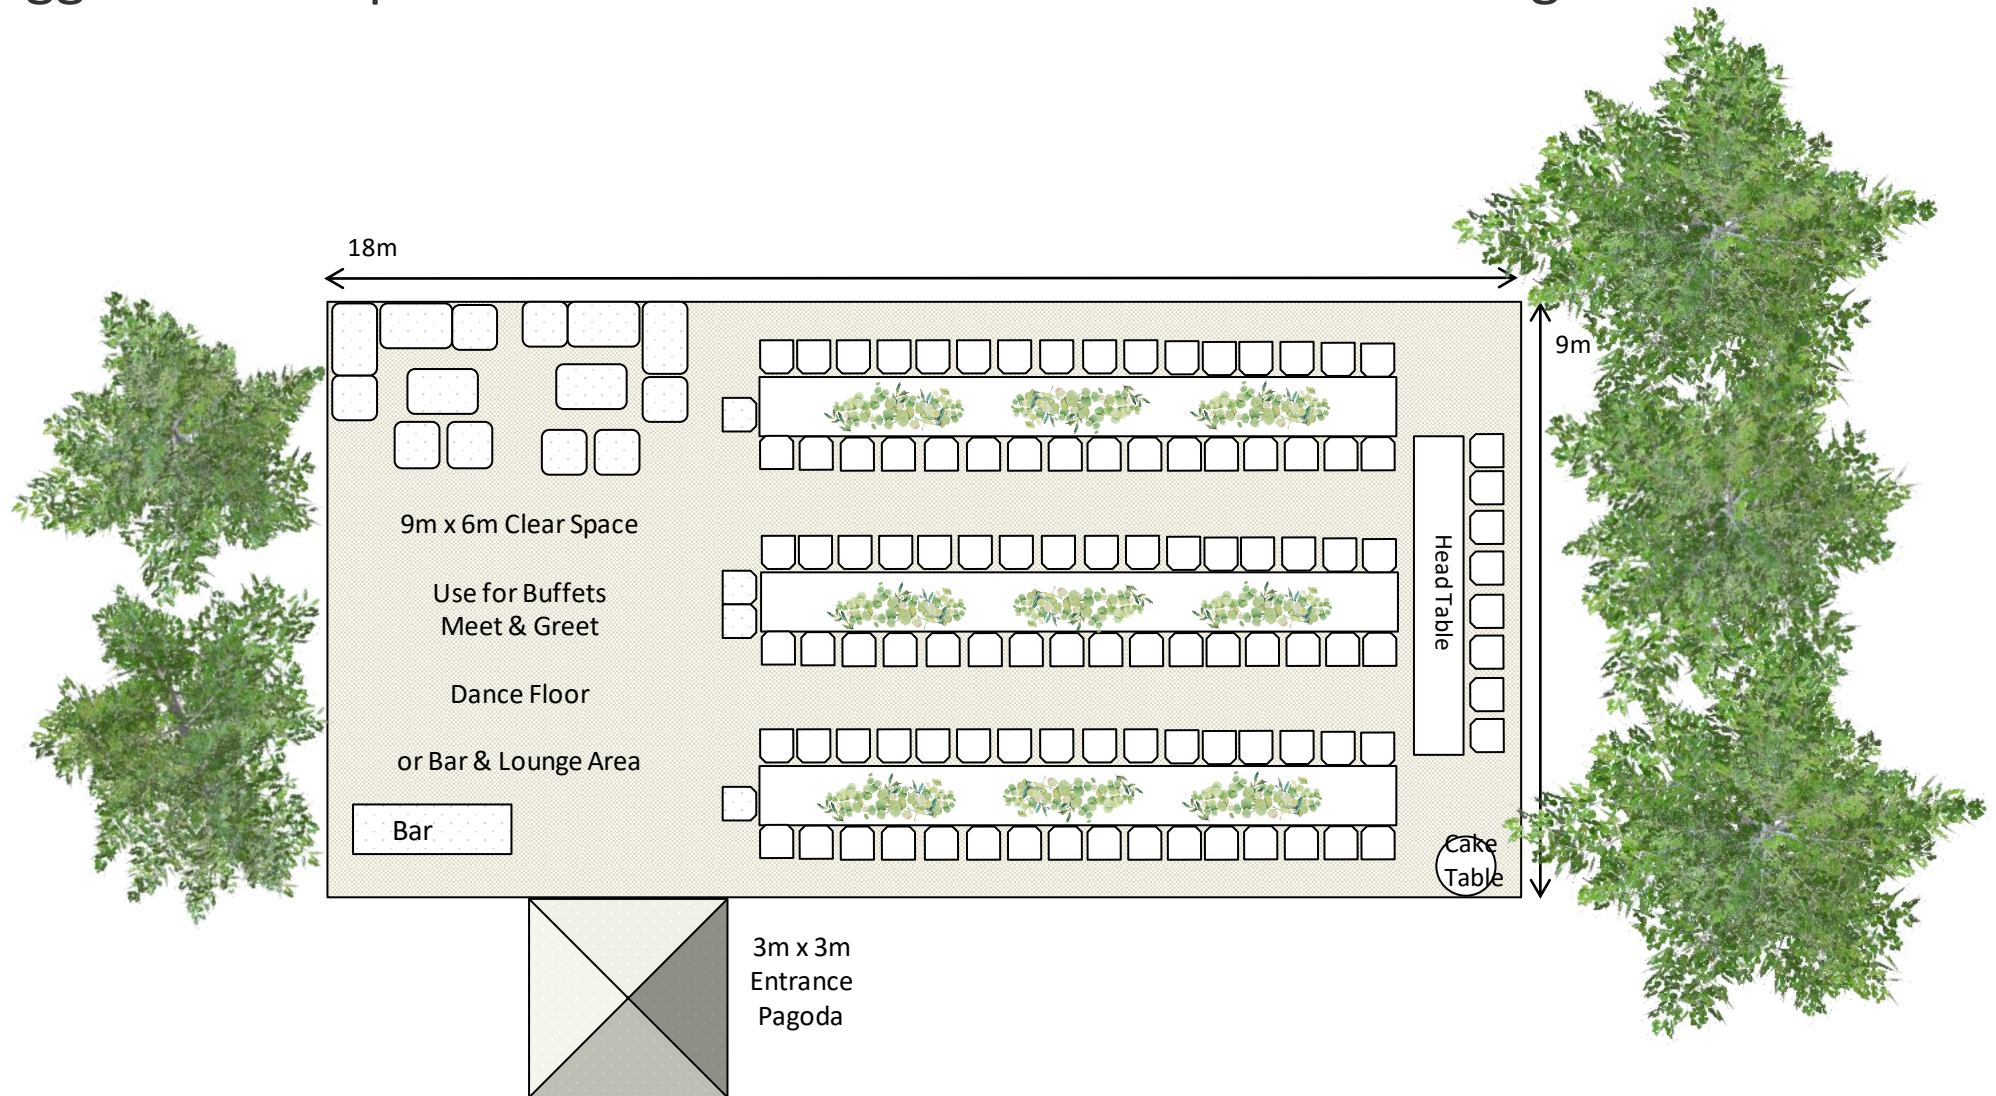 18m
9m
9m x 6m Clear Space
Use for Buffets
Meet & Greet
Dance Floor
or Bar & Lounge Area
Bar
Head Table
Cake
Table
3m x 3m
Entrance
Pagoda